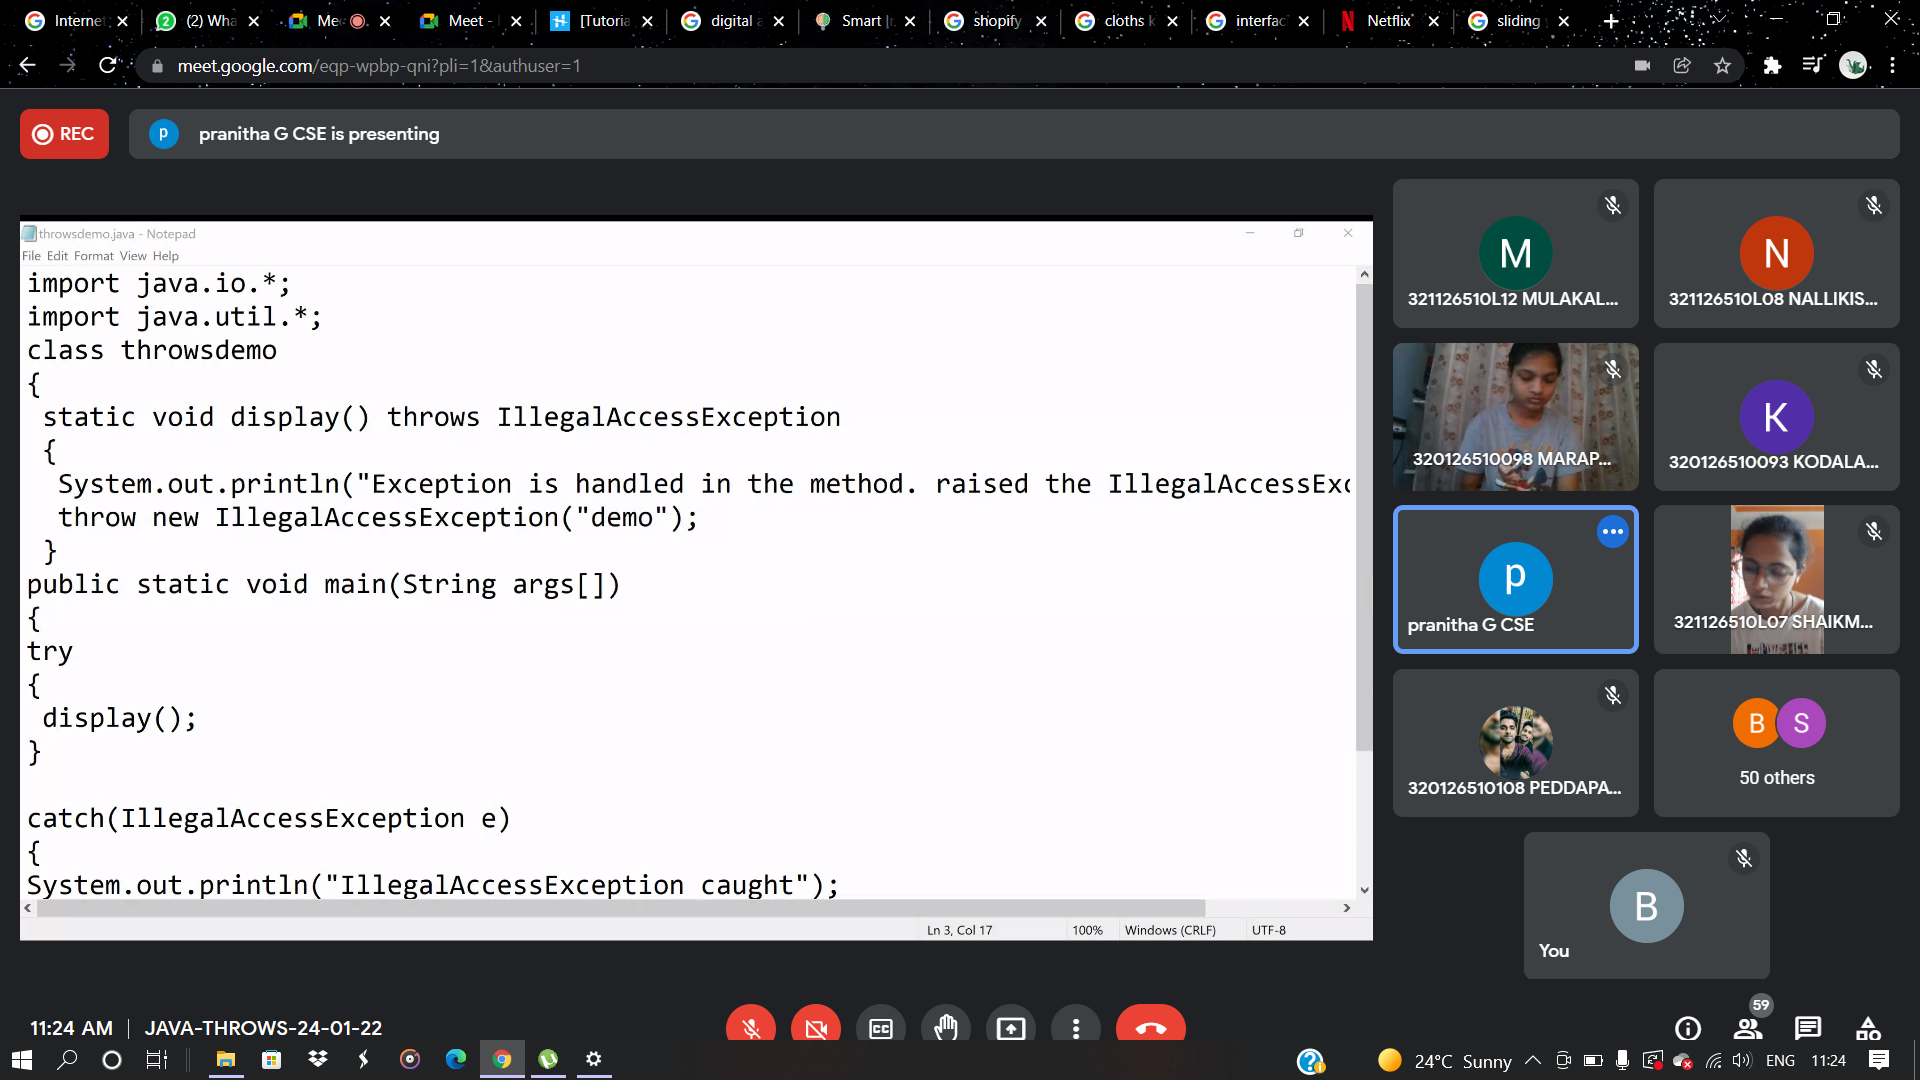 Internet
(2) Wha
Me
Meet -
[Tutoria
digital a
Smart |
shopify
cloths k
interfac
Netflix
sliding
meet.google.com/eqp-wpbp-qni?pli=1&authuser=1
REC
p
pranitha G CSE is presenting
throwsdemo.java - Notepad
File Edit Format View Help
import java.io.*;
import java.util.*;
class throwsdemo
{
static void display() throws IllegalAccessException
{
System.out.println("Exception is handled in the method. raised the IllegalAccessExc
throw new IllegalAccessException("demo");
}
public static void main(String args[])
{
try
{
display();
}
catch(IllegalAccessException e)
{
System.out.println("IllegalAccessException caught");
Ln 3, Col 17
100%
Windows (CRLF)
UTF-8
M
321126510L12 MULAKAL...
N
321126510L08 NALLIKIS...
320126510098 MARAP...
K
320126510093 KODALA...
p
pranitha G CSE
321126510L07 SHAIKM...
320126510108 PEDDAPA...
B S
50 others
B
You
11:24 AM | JAVA-THROWS-24-01-22
CC
59
24°C Sunny
ENG
11:24